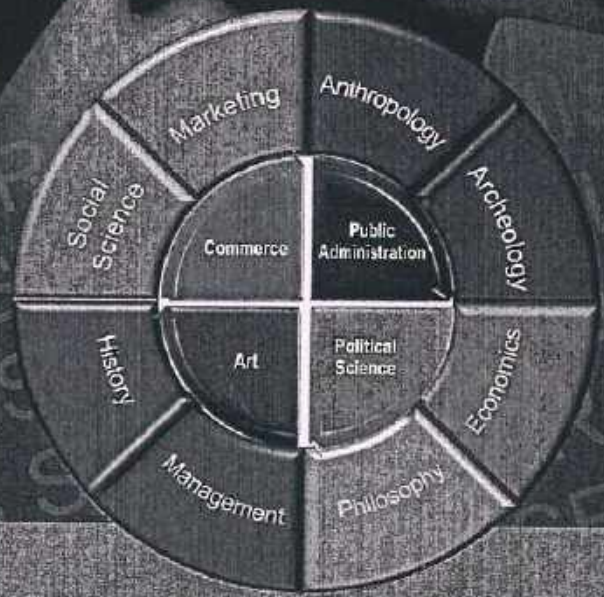 Marketing
Anthropology
Archeology
Economics
Philosophy
Management
History
Social
Science
Commerce
Public
Administration
Art
Political
Science